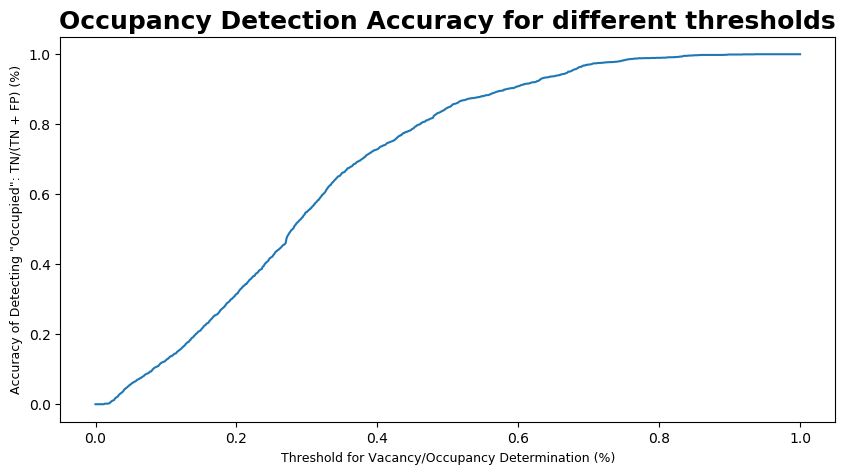 Occupancy Detection Accuracy for different thresholds
Accuracy of Detecting "Occupied": TN/(TN + FP) (%)
1.0
0.8
0.6
0.4
0.2
0.0
0.0 0.2 0.4 0.6 0.8 1.0
Threshold for Vacancy/Occupancy Determination (%)